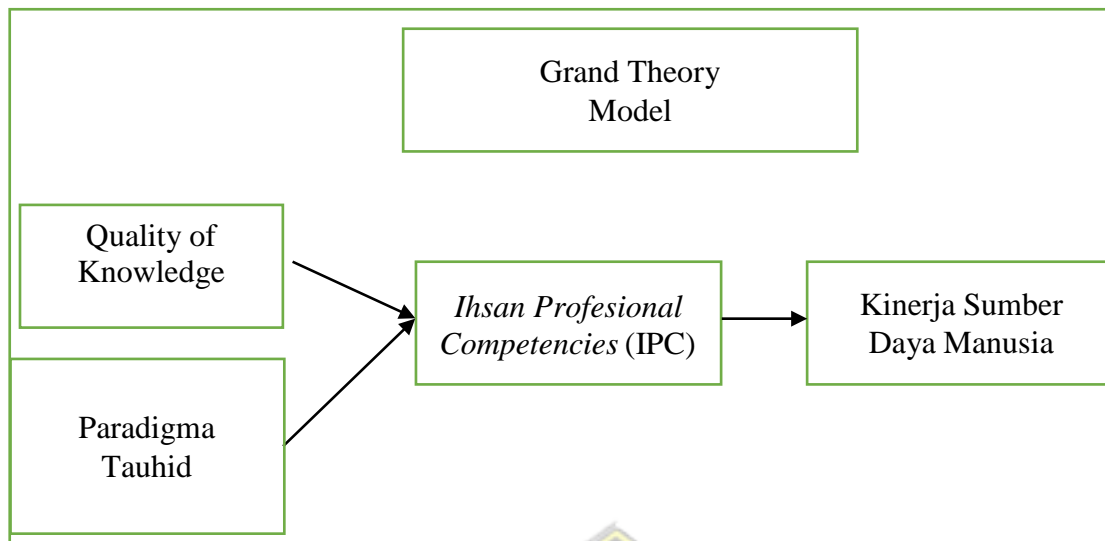 Grand Theory
Model
Quality of
Knowledge
Ihsan Profesional
Competencies (IPC)
Kinerja Sumber
Daya Manusia
Paradigma
Tauhid